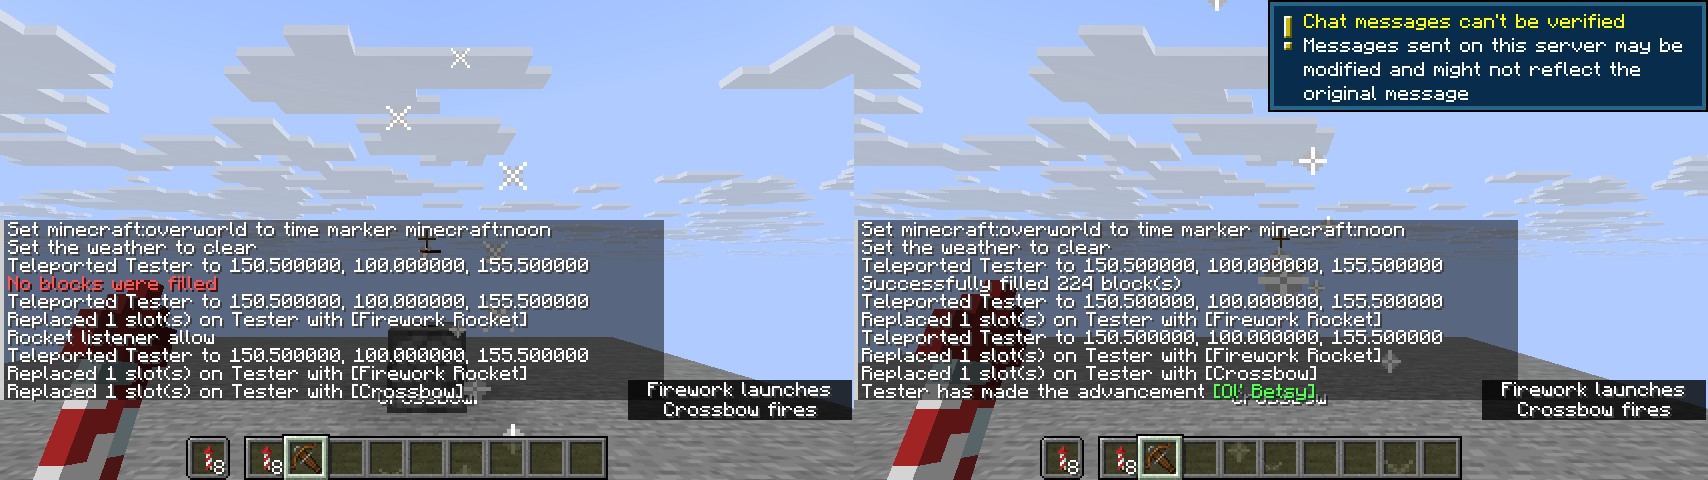 Set minecraft:overworld to time marker minecraft:noon
Set the weather to clear
Teleported Tester to 150.500000, 100.000000, 155.500000
No blocks were filled
Teleported Tester to 150.500000, 100.000000, 155.500000
Replaced 1 slot(s) on Tester with [Firework Rocket]
Rocket listener allow
Teleported Tester to 150.500000, 100.000000, 155.500000
Replaced 1 slot(s) on Tester with [Firework Rocket]
Replaced 1 slot(s) on Tester with [Crossbow]
Crossbow
Firework launches
Crossbow fires
8
8
Chat messages can't be verified
Messages sent on this server may be
modified and might not reflect the
original message
Set minecraft:overworld to time marker minecraft:noon
Set the weather to clear
Teleported Tester to 150.500000, 100.000000, 155.500000
Successfully filled 224 block(s)
Teleported Tester to 150.500000, 100.000000, 155.500000
Replaced 1 slot(s) on Tester with [Firework Rocket]
Teleported Tester to 150.500000, 100.000000, 155.500000
Replaced 1 slot(s) on Tester with [Firework Rocket]
Replaced 1 slot(s) on Tester with [Crossbow]
Tester has made the advancement [Ol' Betsy]
Crossbow
Firework launches
Crossbow fires
8
8